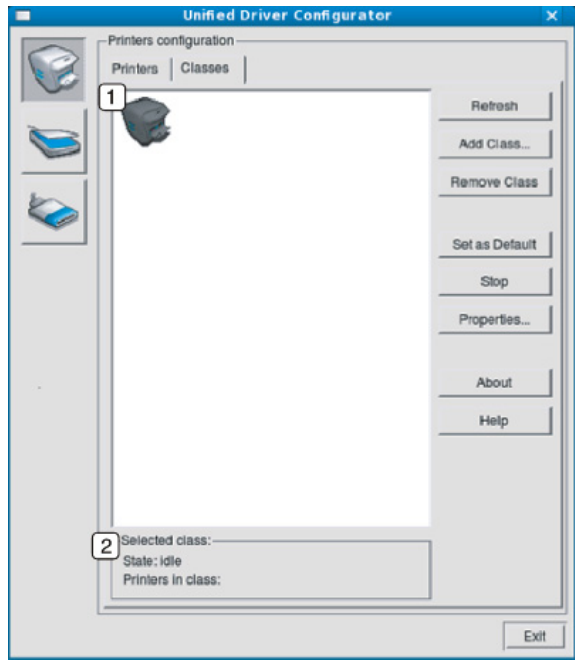 Unified Driver Configurator
Printers configuration
Printers
Classes
1
Refresh
Add Class...
Remove Class
Set as Default
Stop
Properties...
About
Help
2
Selected class:
State: idle
Printers in class:
Exit